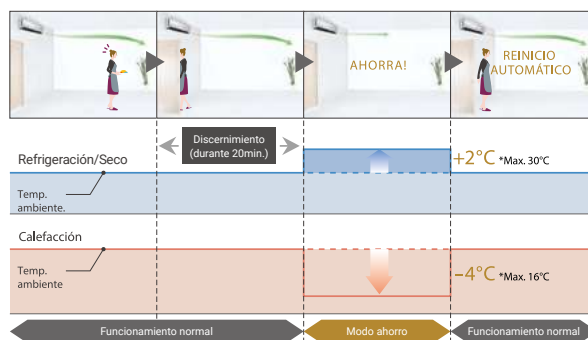 AHORRA!
REINICIO
AUTOMÁTICO
Discernimiento
(durante 20min.)
Refrigeración/Seco
+2°C *Max. 30°C
Temp.
ambiente.
Calefacción
Temp.
ambiente
–4°C *Max. 16°C
Funcionamiento normal
Modo ahorro
Funcionamiento normal